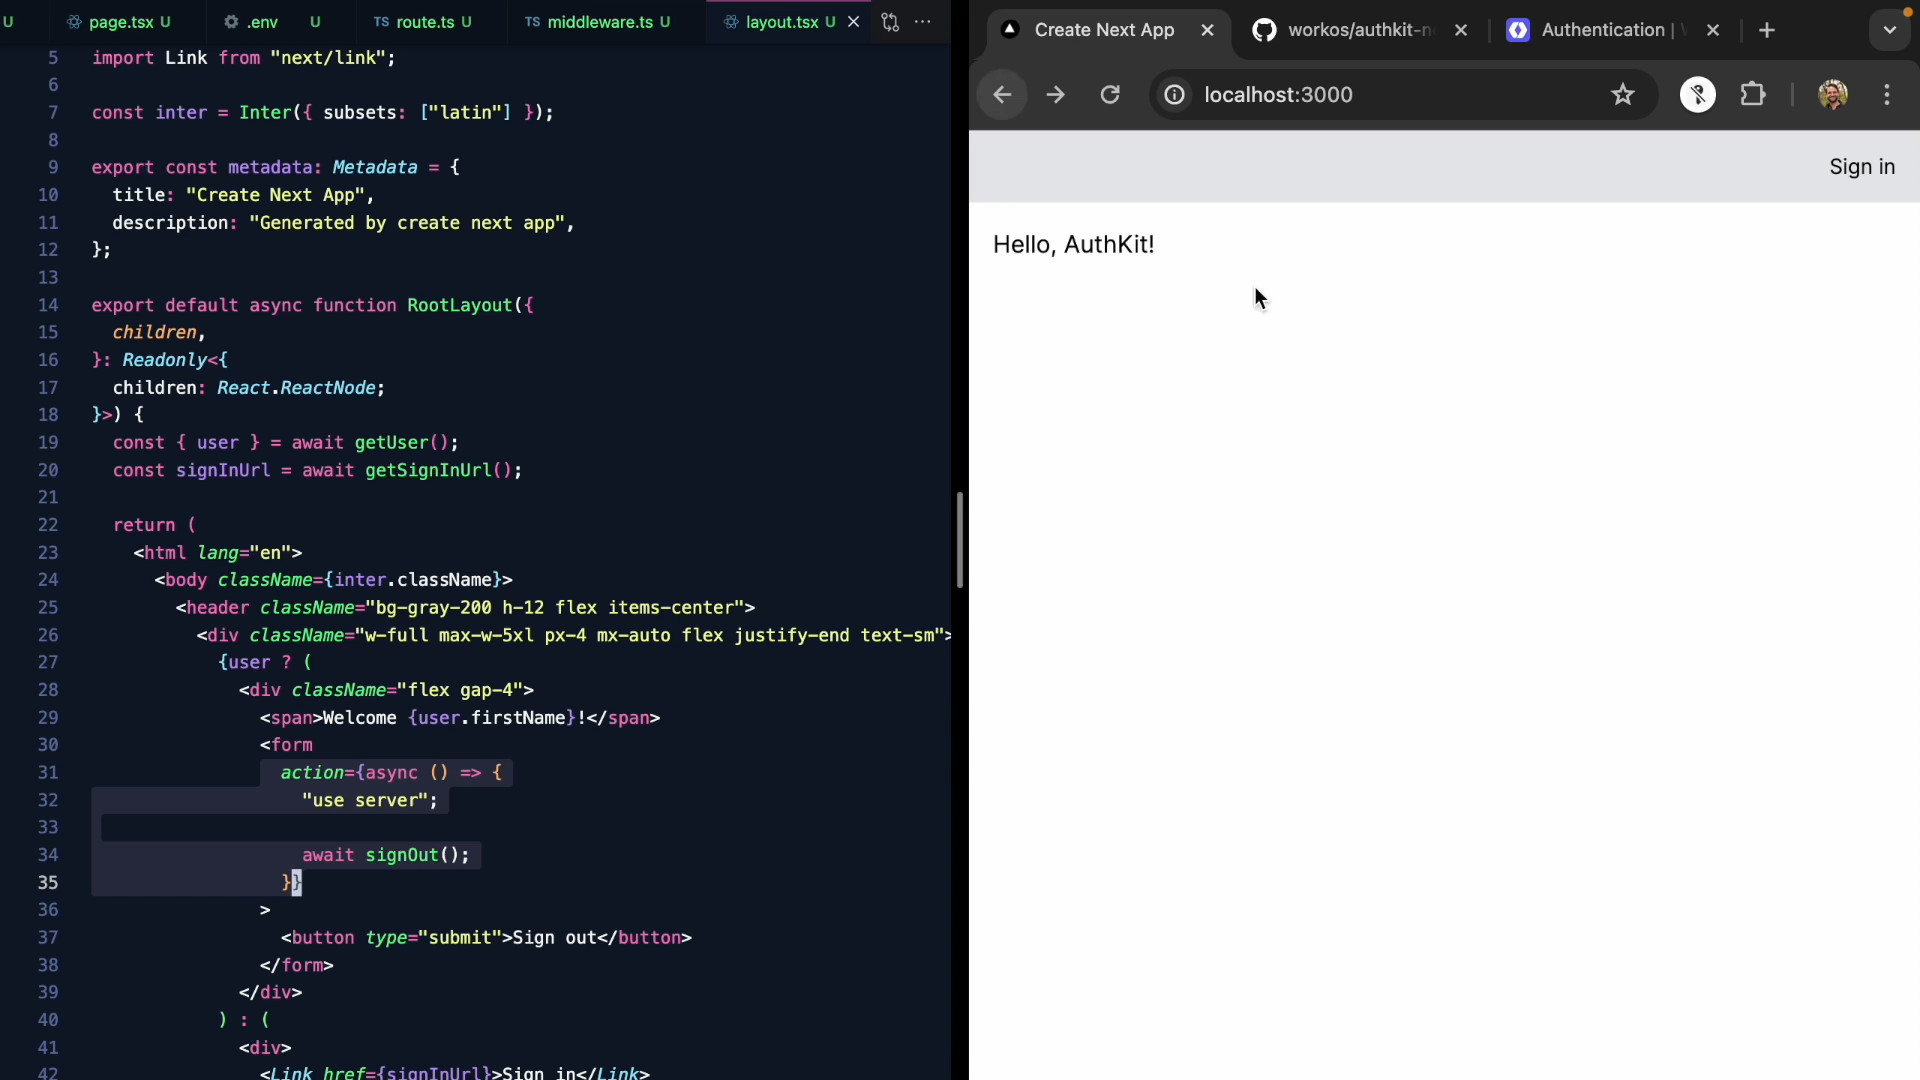 U
page.tsx U
.env U
TS route.ts U
TS middleware.ts U
layout.tsx U
5 import Link from "next/link";
6
7 const inter = Inter({ subsets: ["latin"] });
8
9 export const metadata: Metadata = {
10 title: "Create Next App",
11 description: "Generated by create next app",
12 };
13
14 export default async function RootLayout({
15 children,
16 }: Readonly<{
17 children: React.ReactNode;
18 }>) {
19 const { user } = await getUser();
20 const signInUrl = await getSignInUrl();
21
22 return (
23 <html lang="en">
24 <body className={inter.className}>
25 <header className="bg-gray-200 h-12 flex items-center">
26 <div className="w-full max-w-5xl px-4 mx-auto flex justify-end text-sm">
27 {user ? (
28 <div className="flex gap-4">
29 <span>Welcome {user.firstName}!</span>
30 <form
31 action={async () => {
32 "use server";
33
34 await signOut();
35 }}
36 >
37 <button type="submit">Sign out</button>
38 </form>
39 </div>
40 ) : (
41 <div>
42 <Link href={signInUrl}>Sign in</Link>
Create Next App
workos/authkit-n
Authentication |
localhost:3000
Sign in
Hello, AuthKit!